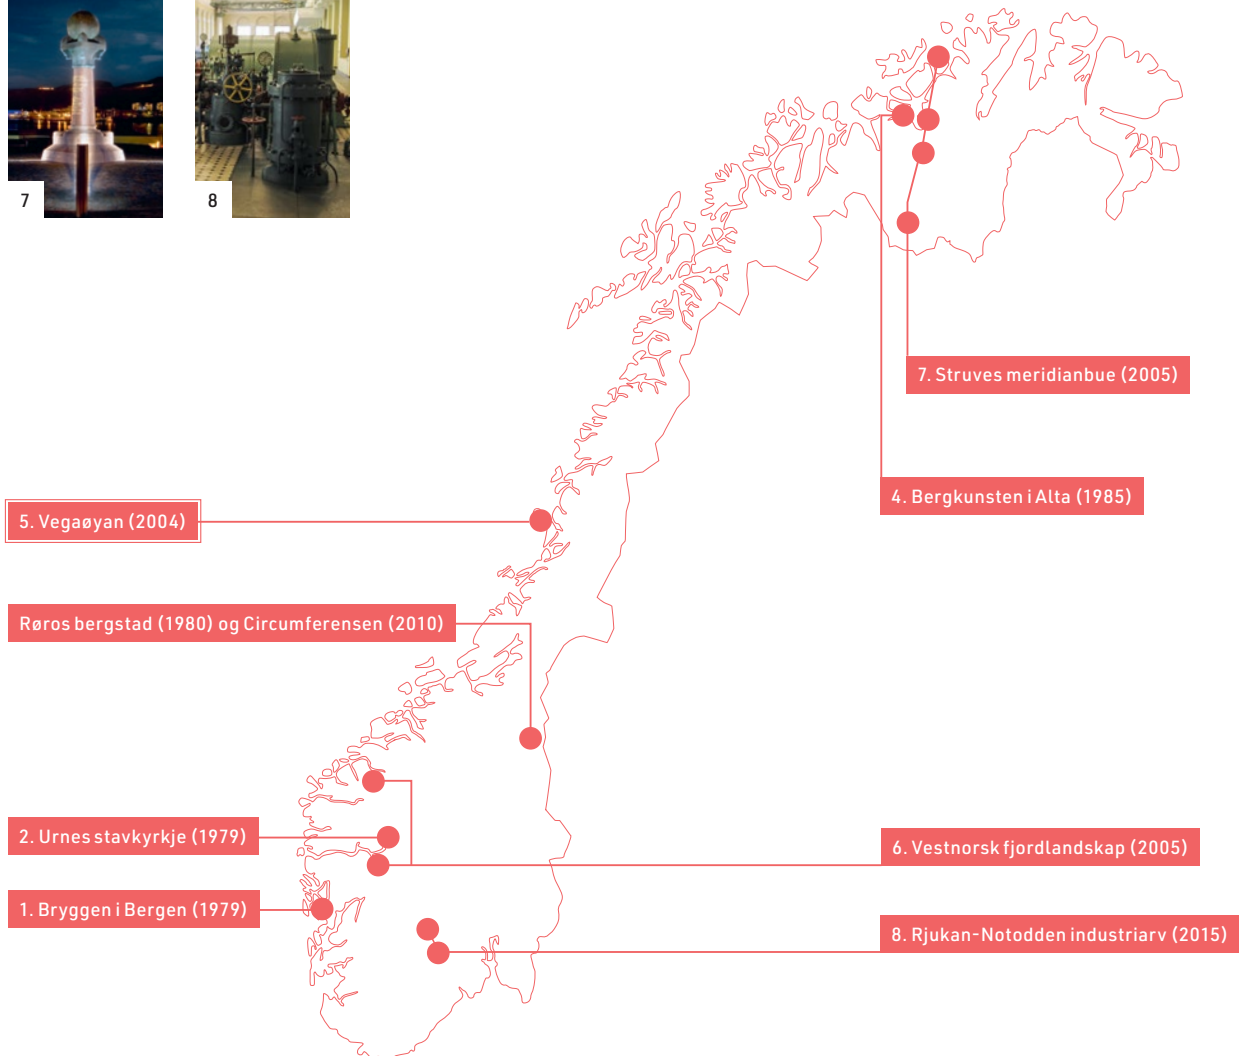 7
8
7. Struves meridianbue (2005)
4. Bergkunsten i Alta (1985)
5. Vegaøyan (2004)
Røros bergstad (1980) og Circumferensen (2010)
2. Urnes stavkyrkje (1979)
6. Vestnorsk fjordlandskap (2005)
1. Bryggen i Bergen (1979)
8. Rjukan-Notodden industriarv (2015)